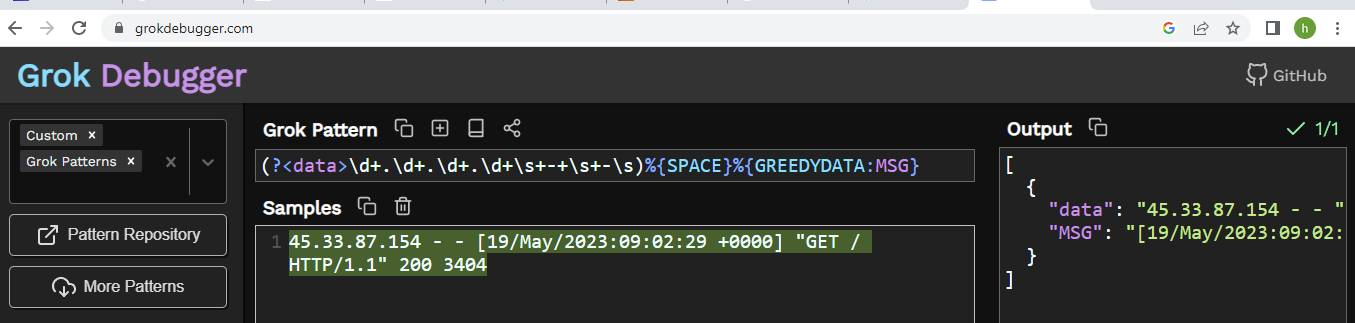 grokdebugger.com
h
Grok Debugger
GitHub
Custom ×
Grok Patterns ×
Pattern Repository
More Patterns
Grok Pattern
(?<data>\d+.\d+.\d+.\d+\s+-+\s+-\s)%{SPACE}%{GREEDYDATA:MSG}
Samples
1 45.33.87.154 - - [19/May/2023:09:02:29 +0000] "GET /
HTTP/1.1" 200 3404
Output
1/1
[
{
"data": "45.33.87.154 - - "
"MSG": "[19/May/2023:09:02:
}
]